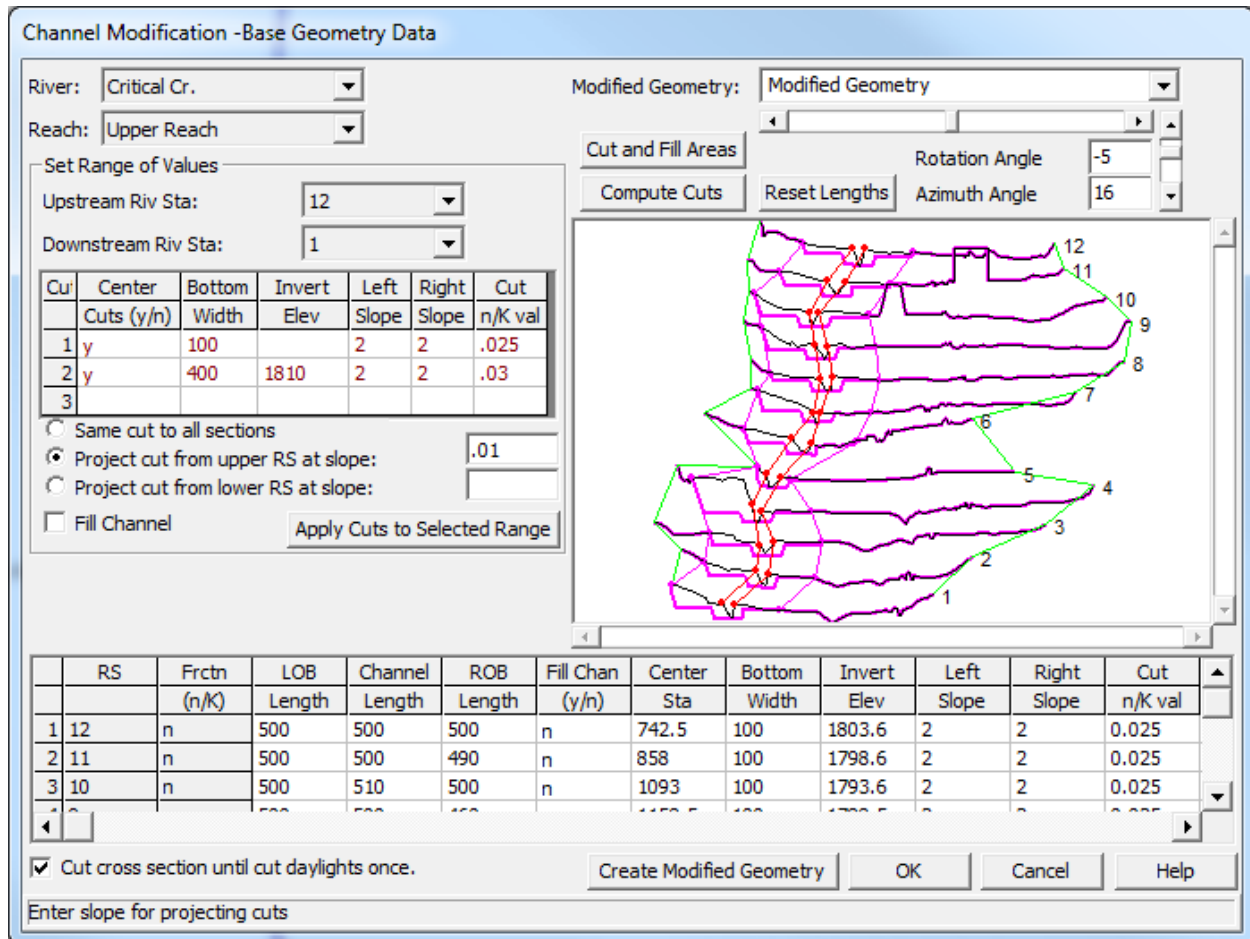 Channel Modification -Base Geometry Data
River: Critical Cr.
Modified Geometry: Modified Geometry
Reach: Upper Reach
Cut and Fill Areas
Rotation Angle -5
Compute Cuts Reset Lengths Azimuth Angle 16
Set Range of Values
Upstream Riv Sta: 12
Downstream Riv Sta: 1
Cut Center Bottom Invert Left Right Cut
Cuts (y/n) Width Elev Slope Slope n/K val
1 y 100 2 2 .025
2 y 400 1810 2 2 .03
3
Same cut to all sections
Project cut from upper RS at slope: .01
Project cut from lower RS at slope:
Fill Channel
Apply Cuts to Selected Range
12
11
10
9
8
7
6
5
4
3
2
1
RS Frctn LOB Channel ROB Fill Chan Center Bottom Invert Left Right Cut
(n/K) Length Length Length (y/n) Sta Width Elev Slope Slope n/K val
1 12 n 500 500 500 n 742.5 100 1803.6 2 2 0.025
2 11 n 500 500 490 n 858 100 1798.6 2 2 0.025
3 10 n 500 510 500 n 1093 100 1793.6 2 2 0.025
Cut cross section until cut daylights once.
Create Modified Geometry OK Cancel Help
Enter slope for projecting cuts